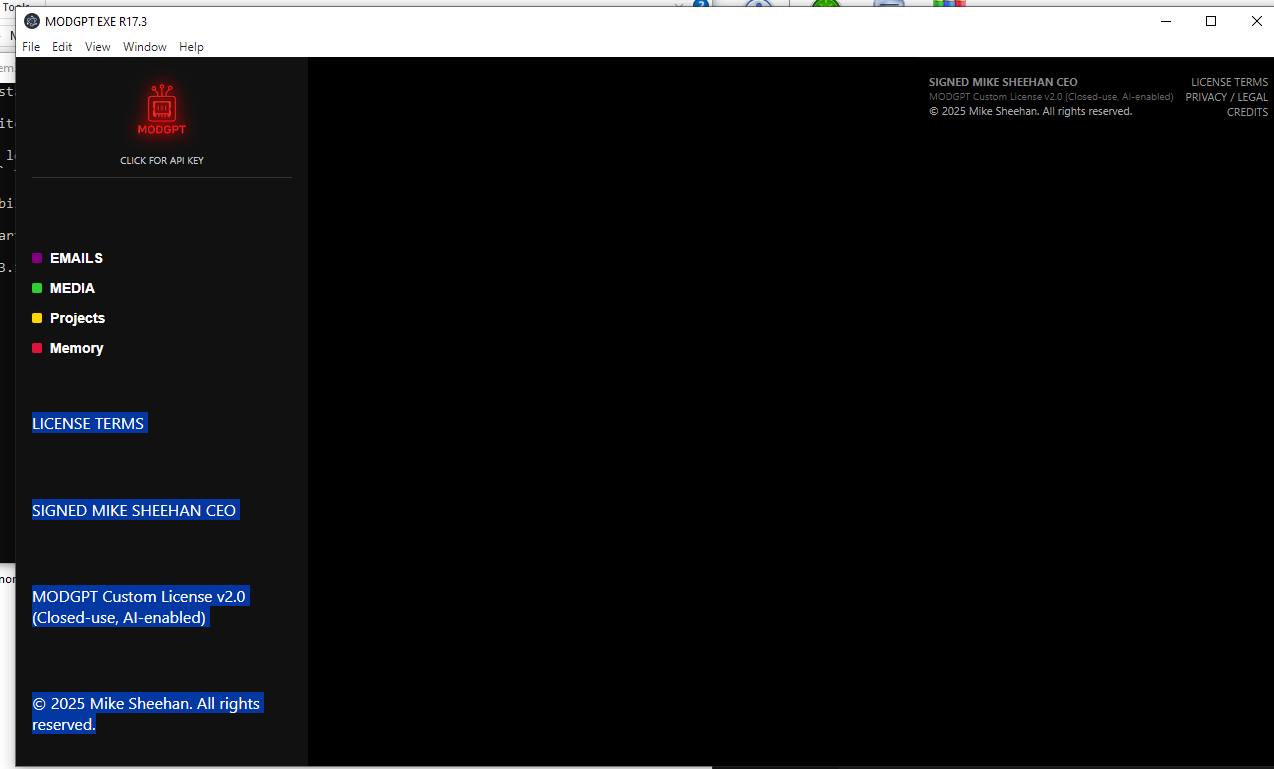 Tools
MODGPT EXE R17.3
File Edit View Window Help
MODGPT
CLICK FOR API KEY
EMAILS
MEDIA
Projects
Memory
LICENSE TERMS
SIGNED MIKE SHEEHAN CEO
MODGPT Custom License v2.0
(Closed-use, AI-enabled)
© 2025 Mike Sheehan. All rights
reserved.
SIGNED MIKE SHEEHAN CEO
MODGPT Custom License v2.0 (Closed-use, AI-enabled)
© 2025 Mike Sheehan. All rights reserved.
LICENSE TERMS
PRIVACY / LEGAL
CREDITS